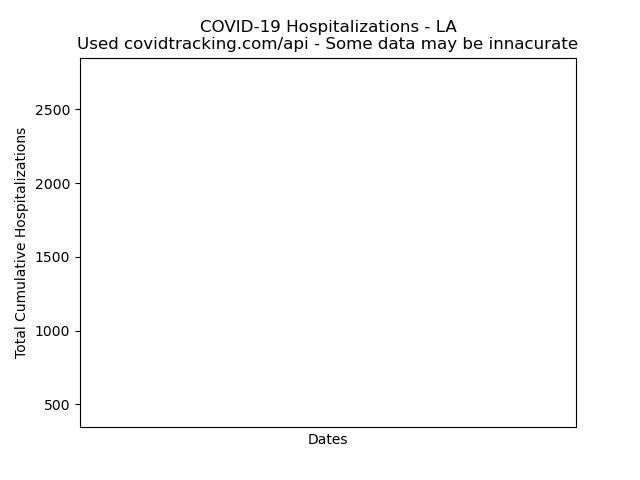 COVID-19 Hospitalizations - LA
Used covidtracking.com/api - Some data may be innacurate
Total Cumulative Hospitalizations
2500
2000
1500
1000
500
Dates